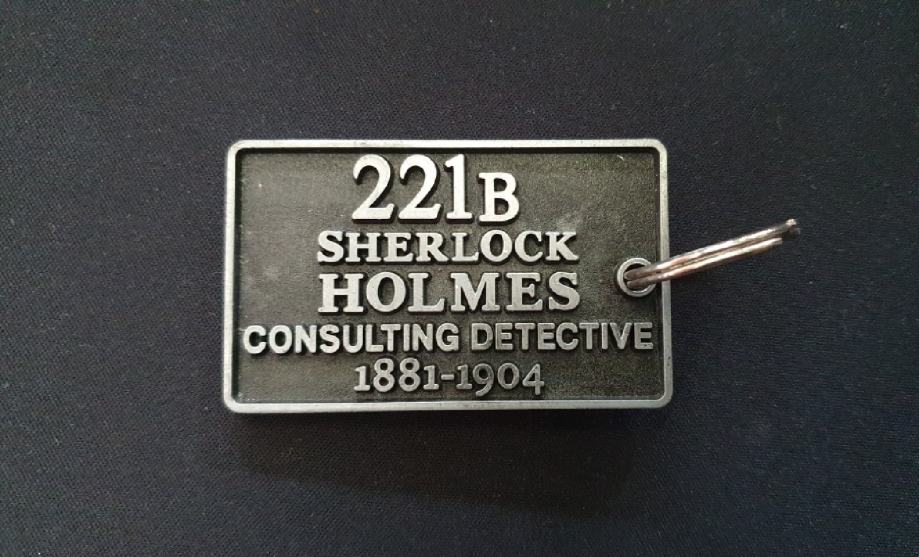 221B
SHERLOCK
HOLMES
CONSULTING DETECTIVE
1881-1904